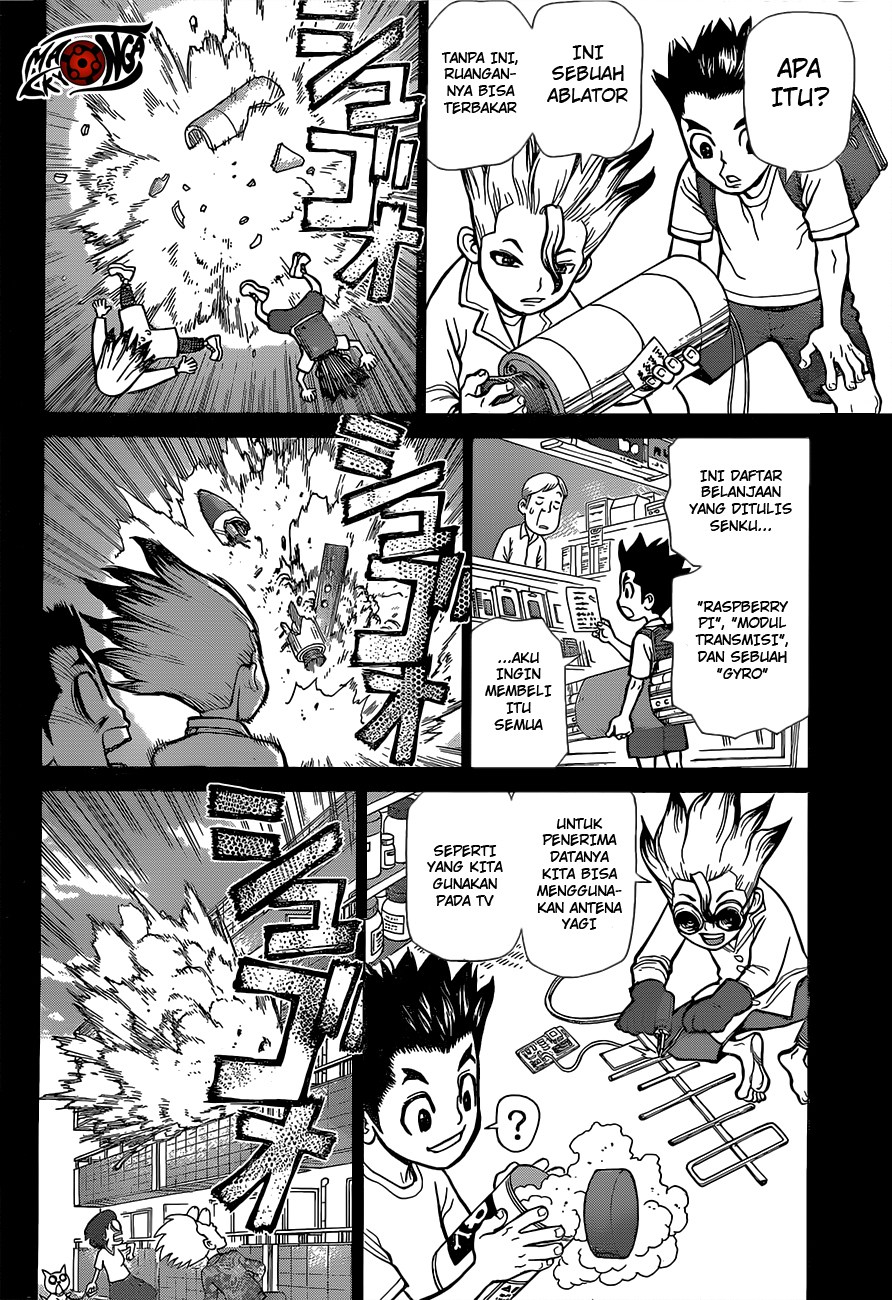 APA
ITU?
INI
SEBUAH
ABLATOR
TANPA INI,
RUANGAN-
NYA BISA
TERBAKAR
シュゴオ
MANGA
CKY
INI DAFTAR
BELANJAAN
YANG DITULIS
SENKU...
"RASPBERRY
PI", "MODUL
TRANSMISI",
DAN SEBUAH
"GYRO"
...AKU
INGIN
MEMBELI
ITU
SEMUA
シュゴオ
UNTUK
PENERIMA
DATANYA
KITA BISA
MENGGUNA-
KAN ANTENA
YAGI
SEPERTI
YANG KITA
GUNAKAN
PADA TV
?
シュゴオ